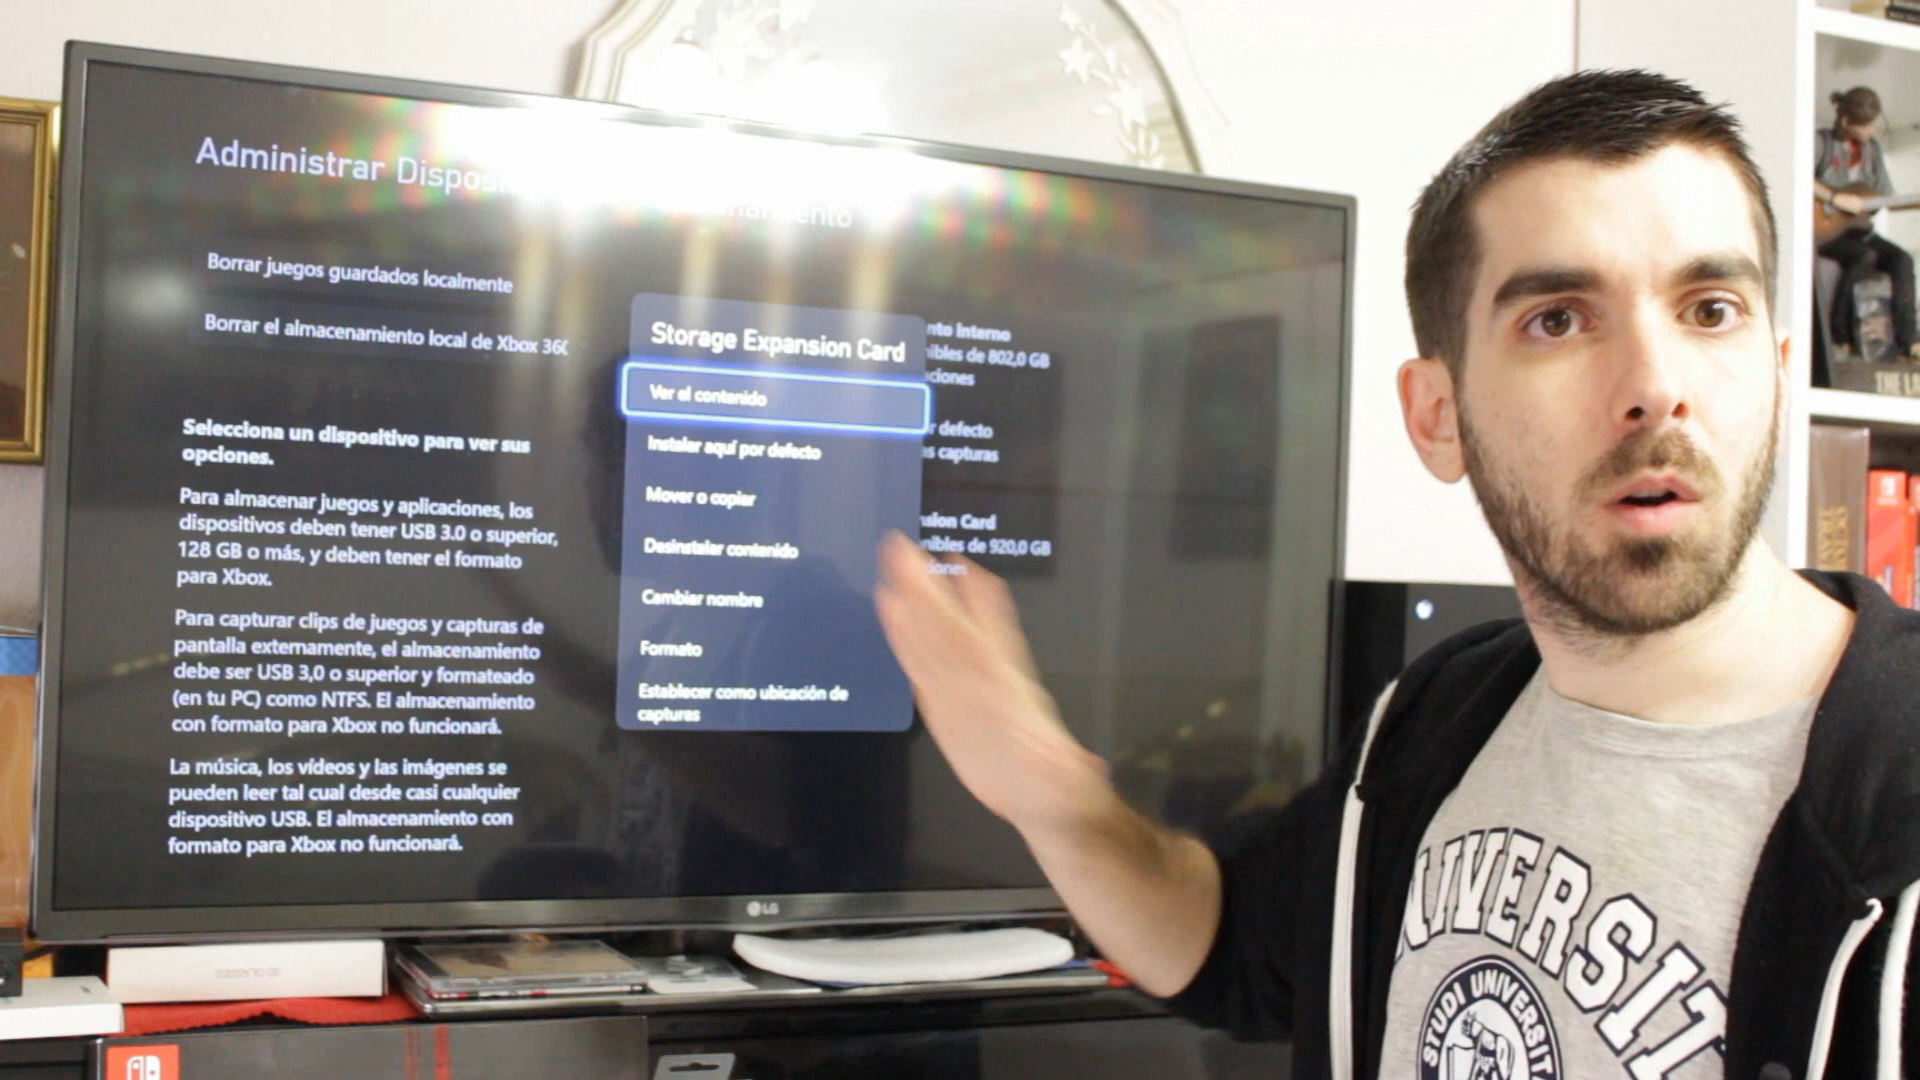 Administrar
Borrar juegos guardados localmente
Borrar el almacenamiento local de Xbox 36
Selecciona un dispositivo para ver sus
opciones.
Para almacenar juegos y aplicaciones, los
dispositivos deben tener USB 3.0 o superior,
128 GB o más, y deben tener el formato
para Xbox.
Para capturar clips de juegos y capturas de
pantalla externamente, el almacenamiento
debe ser USB 3,0 o superior y formateado
(en tu PC) como NTFS. El almacenamiento
con formato para Xbox no funcionará.
La música, los vídeos y las imágenes se
pueden leer tal cual desde casi cualquier
dispositivo USB. El almacenamiento con
formato para Xbox no funcionará.
Storage Expansion Card
Ver el contenido
Instalar aquí por defecto
Mover o copiar
Desinstalar contenido
Cambiar nombre
Formato
Establecer como ubicación de
capturas
nto interno
ibles de 802,0 GB
ciones
r defecto
s capturas
sion Card
nibles de 920,0 GB
ciones
LG
THE LA
NIVERSIT
STUDI UNIVERSIT